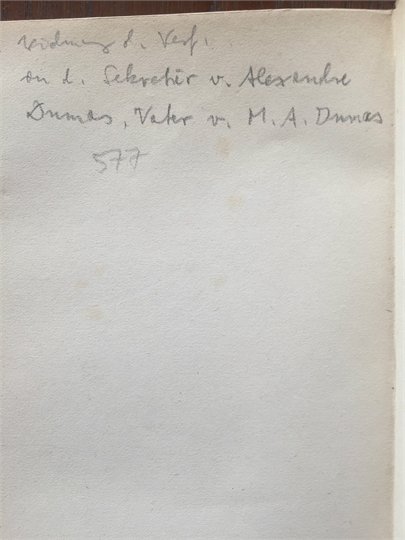 Widmung d. Verf.
an d. Sekretär v. Alexandre
Dumas, Vater v. M. A. Dumas
577